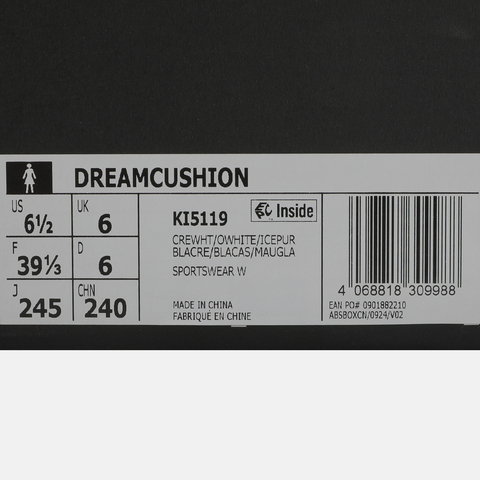 DREAMCUSHION
US 6½ UK 6
F 39⅓ D 6
J 245 CHN 240
KI5119
Inside
CREWHT/OWHITE/ICEPUR
BLACRE/BLACAS/MAUGLA
SPORTSWEAR W
MADE IN CHINA
FABRIQUÉ EN CHINE
4 068818 309988
EAN PO# 0901882210
ABSBOXCN/0924/V02